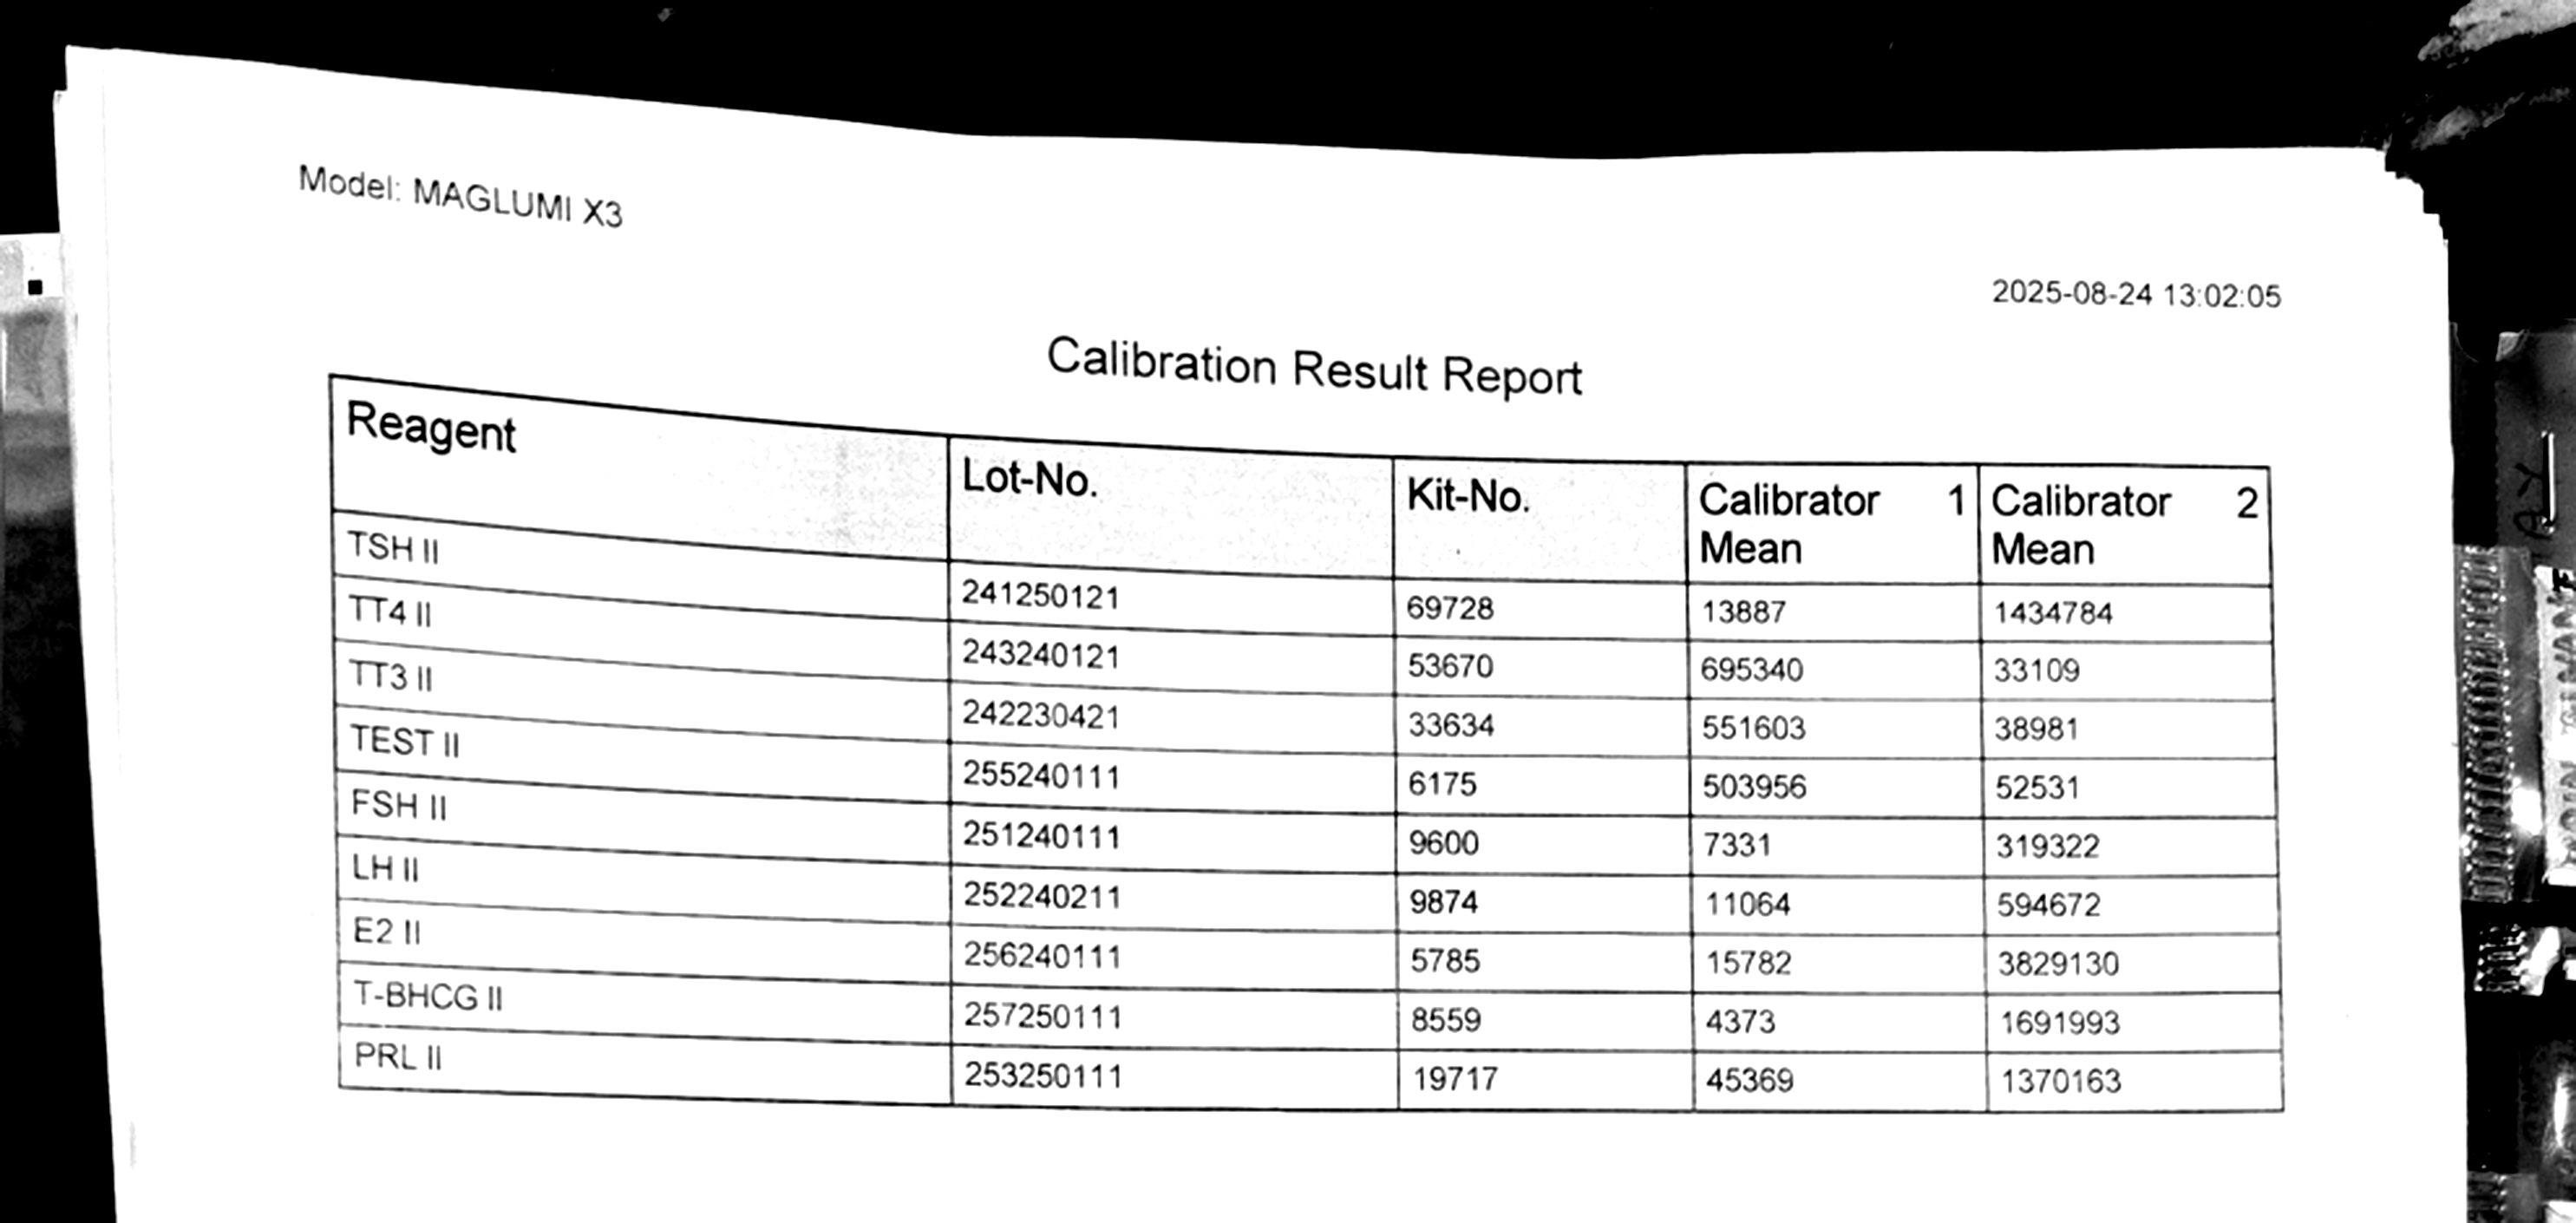 Model: MAGLUMI X3
2025-08-24 13:02:05
Calibration Result Report
Reagent Lot-No. Kit-No. Calibrator 1 Mean Calibrator 2 Mean
TSH II 241250121 69728 13887 1434784
TT4 II 243240121 53670 695340 33109
TT3 II 242230421 33634 551603 38981
TEST II 255240111 6175 503956 52531
FSH II 251240111 9600 7331 319322
LH II 252240211 9874 11064 594672
E2 II 256240111 5785 15782 3829130
T-BHCG II 257250111 8559 4373 1691993
PRL II 253250111 19717 45369 1370163